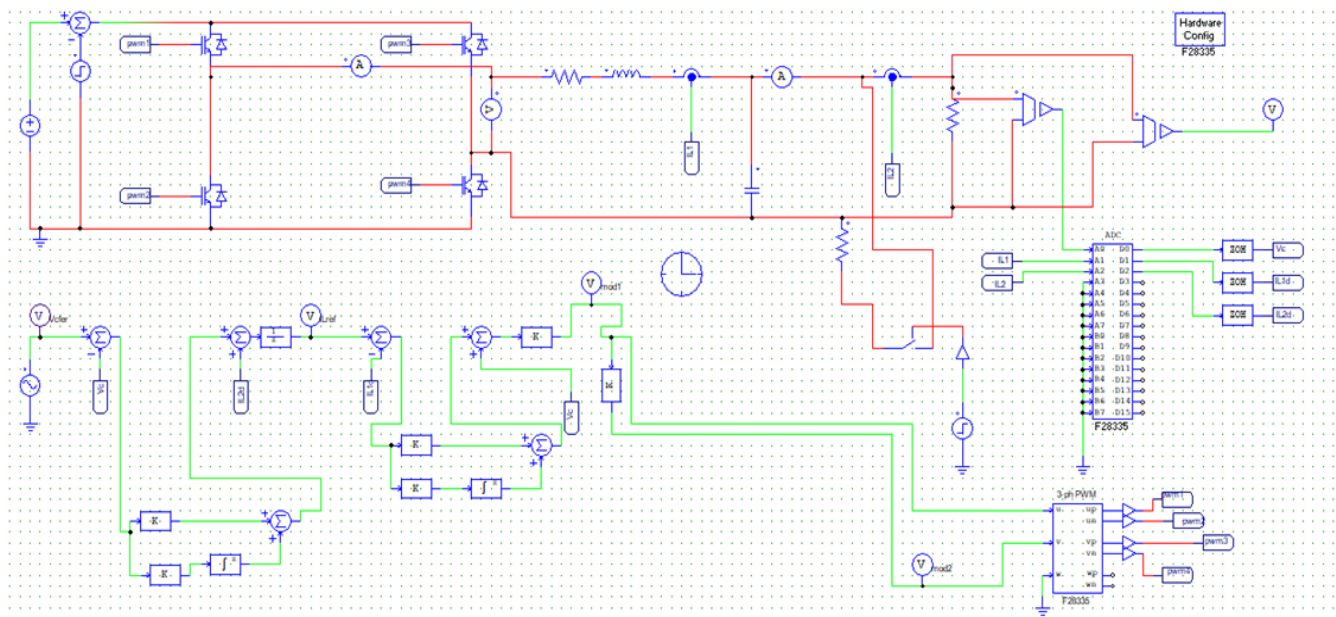 Hardware
Config
F28335
pwm1
pwm3
A
A
V
V
IL1
IL2
pwm2
pwm4
ADC
A0 D0
A1 D1
A2 D2
A3 D3
A4 D4
A5 D5
A6 D6
A7 D7
B0 D8
B1 D9
B2 D10
B3 D11
B4 D12
B5 D13
B6 D14
B7 D15
F28335
ZOH
Vc
ZOH
IL1d
ZOH
IL2d
IL1
IL2
V
V
mod1
V
ILref
K
K
Vc
IL2d
Vc
K
K
K
K
3-ph PWM
u up
un
v vp
vn
w wp
wn
F28335
pwm1
pwm2
pwm3
pwm4
V
mod2